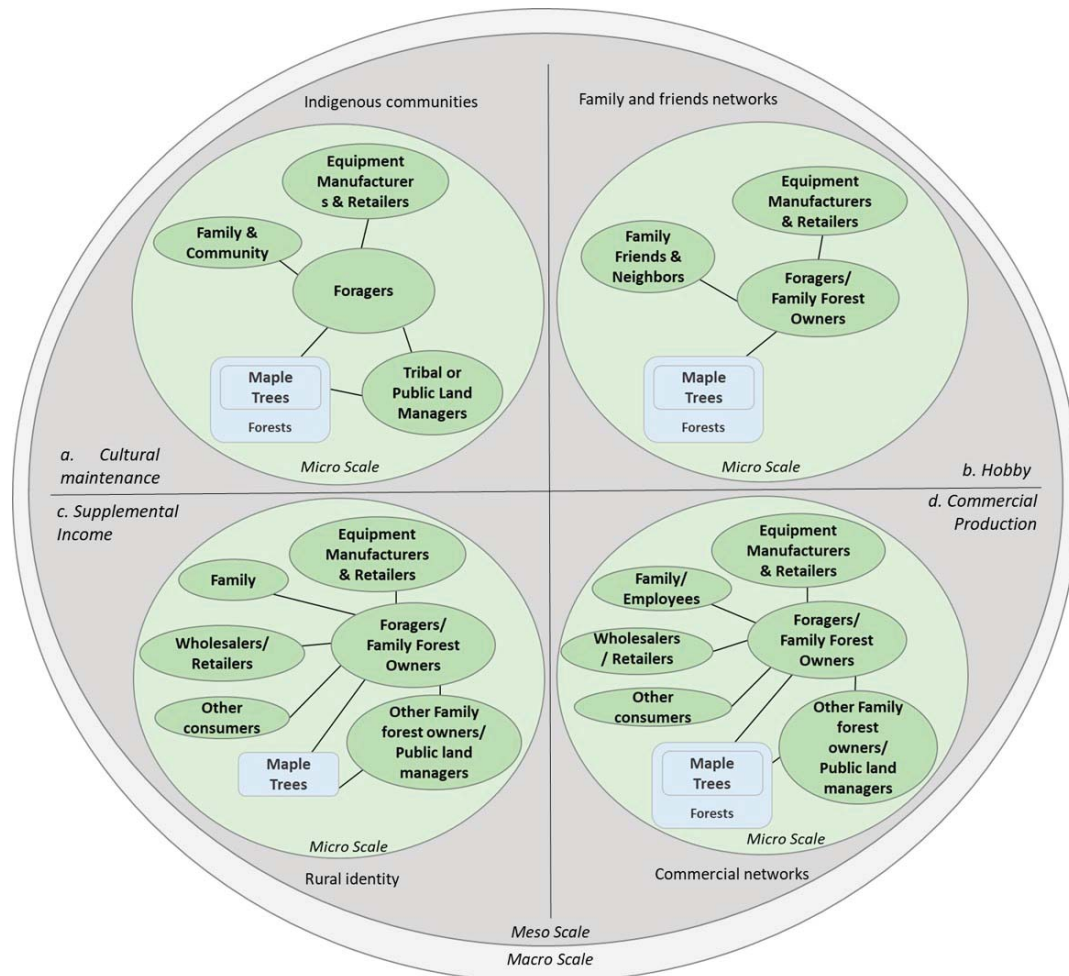 Indigenous communities
Equipment
Manufacturer
s & Retailers
Family &
Community
Foragers
Maple
Trees
Forests
Tribal or
Public Land
Managers
Micro Scale
a. Cultural
maintenance
Family and friends networks
Equipment
Manufacturers
& Retailers
Family
Friends &
Neighbors
Foragers/
Family Forest
Owners
Maple
Trees
Forests
Micro Scale
b. Hobby
c. Supplemental
Income
Equipment
Manufacturers
& Retailers
Family
Foragers/
Family Forest
Owners
Wholesalers/
Retailers
Other
consumers
Other Family
forest owners/
Public land
managers
Maple
Trees
Micro Scale
Rural identity
d. Commercial
Production
Equipment
Manufacturers
& Retailers
Family/
Employees
Foragers/
Family Forest
Owners
Wholesalers
/ Retailers
Other
consumers
Other Family
forest
owners/
Public land
managers
Maple
Trees
Forests
Micro Scale
Commercial networks
Meso Scale
Macro Scale